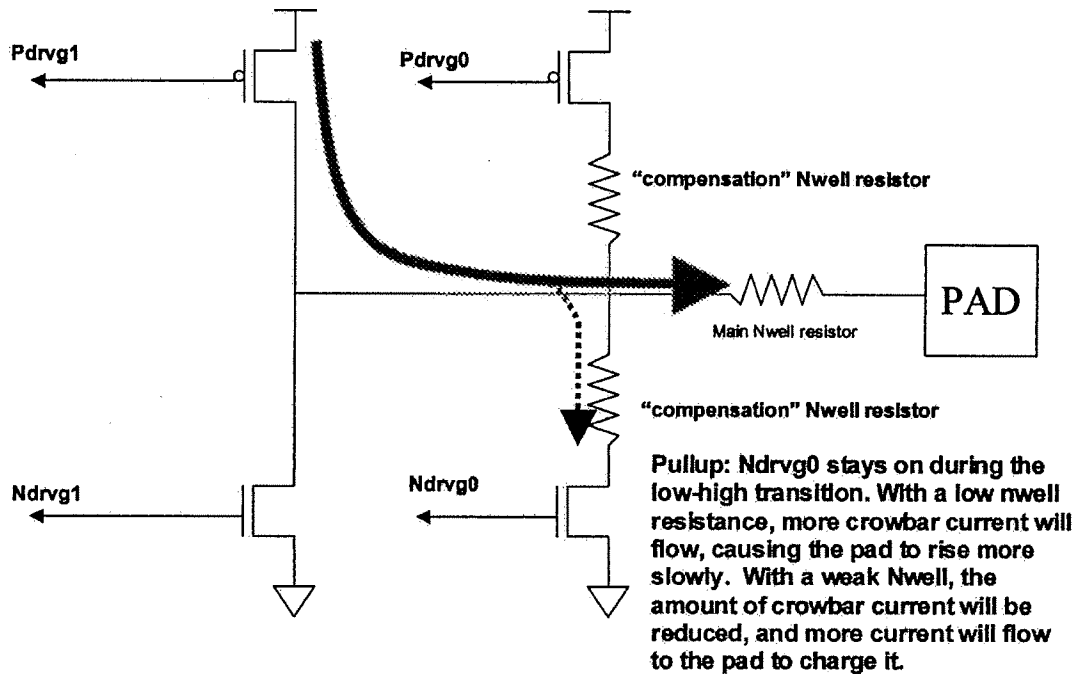 Pdrvg1
Pdrvg0
“compensation” Nwell resistor
PAD
Main Nwell resistor
“compensation” Nwell resistor
Ndrvg1
Ndrvg0
Pullup: Ndrvg0 stays on during the
low-high transition. With a low nwell
resistance, more crowbar current will
flow, causing the pad to rise more
slowly. With a weak Nwell, the
amount of crowbar current will be
reduced, and more current will flow
to the pad to charge it.